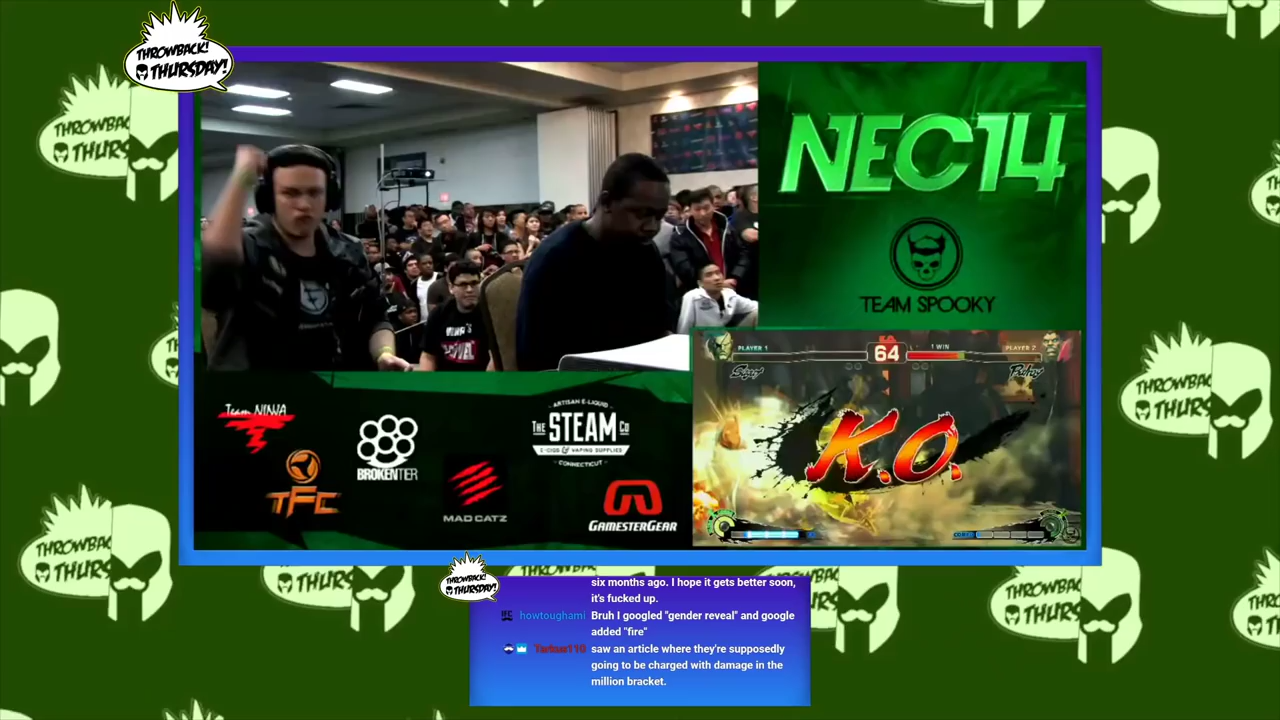 THROWBACK!
THURSDAY!
NEC14
TEAM SPOOKY
PLAYER 1
64
1 WIN
PLAYER 2
K.O.
Team NINJA
TFC
BROKENTIER
MAD CATZ
- ARTISAN E-LIQUID -
THE STEAM Co
E-CIGS & VAPING SUPPLIES
- CONNECTICUT -
GAMESTERGEAR
THROWBACK!
THURSDAY!
six months ago. I hope it gets better soon,
it's fucked up.
howtoughami Bruh I googled "gender reveal" and google
added "fire"
saw an article where they're supposedly
going to be charged with damage in the
million bracket.